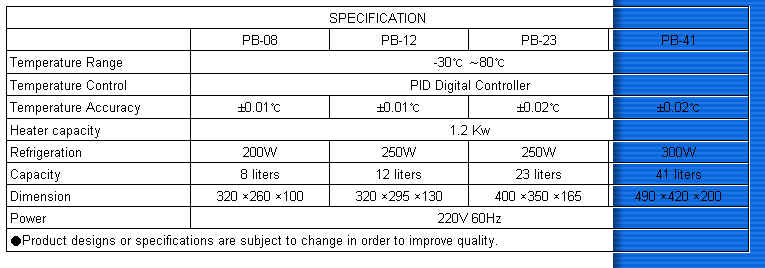 SPECIFICATION
PB-08 PB-12 PB-23 PB-41
Temperature Range -30℃ ~80℃
Temperature Control PID Digital Controller
Temperature Accuracy ±0.01℃ ±0.01℃ ±0.02℃ ±0.02℃
Heater capacity 1.2 Kw
Refrigeration 200W 250W 250W 300W
Capacity 8 liters 12 liters 23 liters 41 liters
Dimension 320 ×260 ×100 320 ×295 ×130 400 ×350 ×165 490 ×420 ×200
Power 220V 60Hz
●Product designs or specifications are subject to change in order to improve quality.